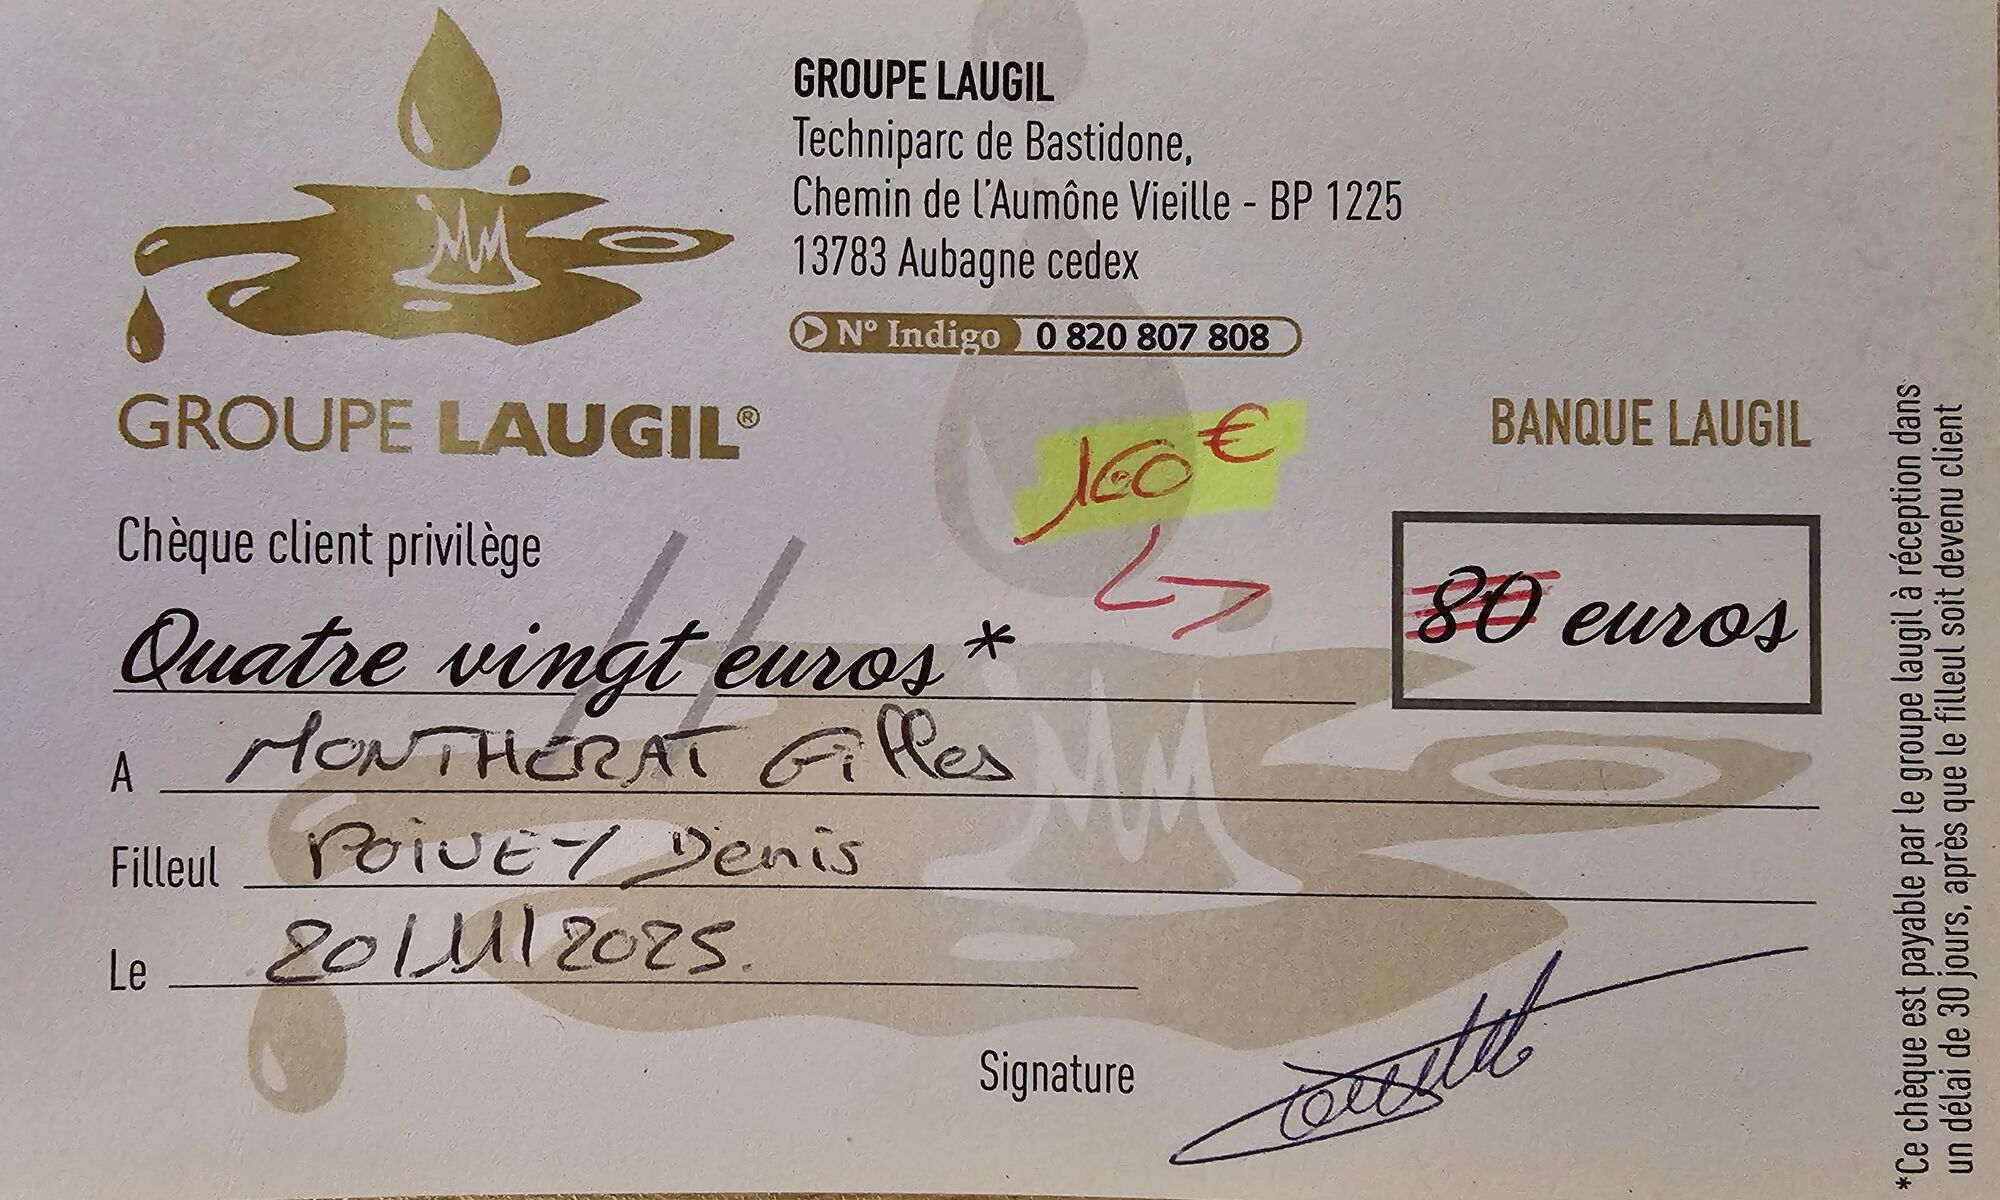 GROUPE LAUGIL
Techniparc de Bastidone,
Chemin de l'Aumône Vieille - BP 1225
13783 Aubagne cedex
N° Indigo 0 820 807 808
GROUPE LAUGIL®
BANQUE LAUGIL
160 €
Chèque client privilège
80 euros
Quatre vingt euros *
A MONTHERAT Gilles
Filleul POIVEY Denis
Le 20/11/2025.
Signature
*Ce chèque est payable par le groupe laugil à réception dans
un délai de 30 jours, après que le filleul soit devenu client